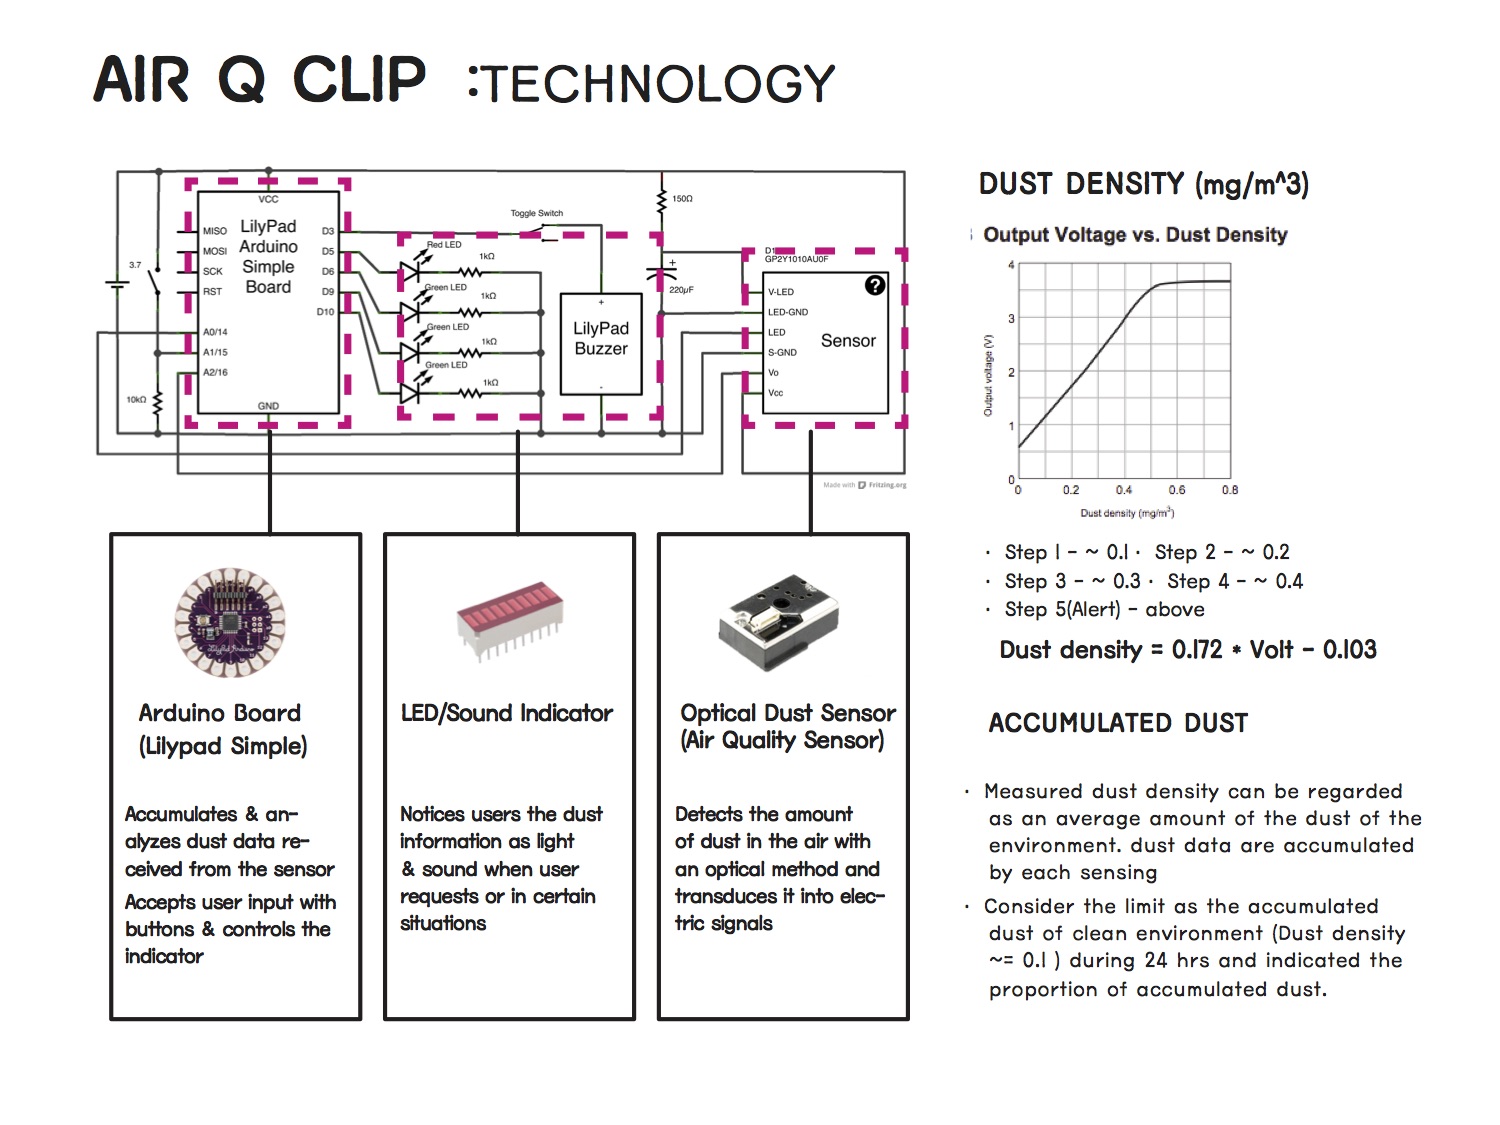 AIR Q CLIP :TECHNOLOGY
VCC
LilyPad
Arduino
Simple
Board
MISO
MOSI
SCK
RST
A0/14
A1/15
A2/16
GND
D3
D5
D6
D9
D10
3.7
10kΩ
Toggle Switch
Red LED
1kΩ
Green LED
1kΩ
Green LED
1kΩ
Green LED
1kΩ
LilyPad
Buzzer
+
-
150Ω
+
220µF
GP2Y1010AU0F
?
V-LED
LED-GND
LED
S-GND
Vo
Vcc
Sensor
Made with Fritzing.org
Arduino Board
(Lilypad Simple)
Accumulates & an-
alyzes dust data re-
ceived from the sensor
Accepts user input with
buttons & controls the
indicator
LED/Sound Indicator
Notices users the dust
information as light
& sound when user
requests or in certain
situations
Optical Dust Sensor
(Air Quality Sensor)
Detects the amount
of dust in the air with
an optical method and
transduces it into elec-
tric signals
DUST DENSITY (mg/m^3)
Output Voltage vs. Dust Density
Output voltage (V)
4
3
2
1
0
0 0.2 0.4 0.6 0.8
Dust density (mg/m³)
· Step 1 - ~ 0.1 · Step 2 - ~ 0.2
· Step 3 - ~ 0.3 · Step 4 - ~ 0.4
· Step 5(Alert) - above
Dust density = 0.172 * Volt - 0.103
ACCUMULATED DUST
· Measured dust density can be regarded
as an average amount of the dust of the
environment. dust data are accumulated
by each sensing
· Consider the limit as the accumulated
dust of clean environment (Dust density
~= 0.1 ) during 24 hrs and indicated the
proportion of accumulated dust.